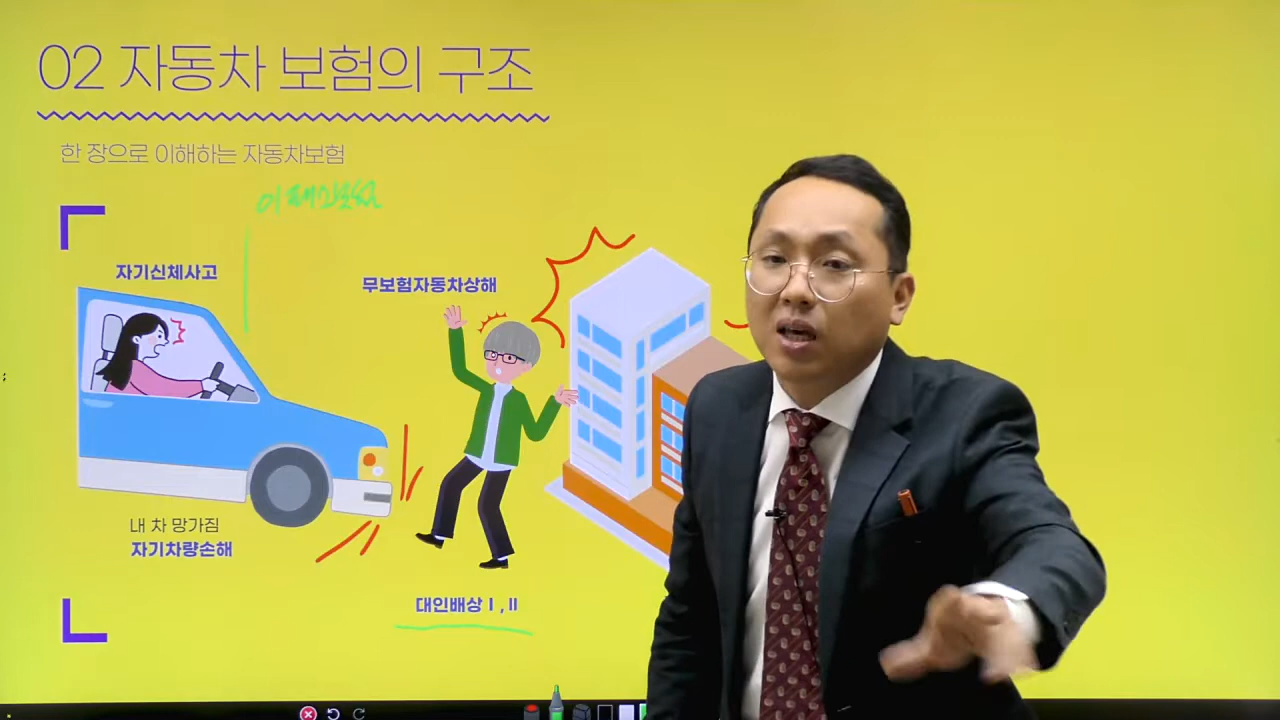 02 자동차 보험의 구조
한 장으로 이해하는 자동차보험
자기신체사고
무보험자동차상해
내 차 망가짐
자기차량손해
대인배상 I , II